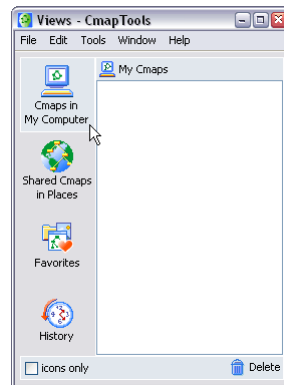 Views - CmapTools
File Edit Tools Window Help
My Cmaps
Cmaps in
My Computer
Shared Cmaps
in Places
Favorites
History
icons only
Delete